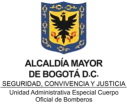 ALCALDÍA MAYOR
DE BOGOTÁ D.C.
SEGURIDAD, CONVIVENCIA Y JUSTICIA
Unidad Administrativa Especial Cuerpo
Oficial de Bomberos